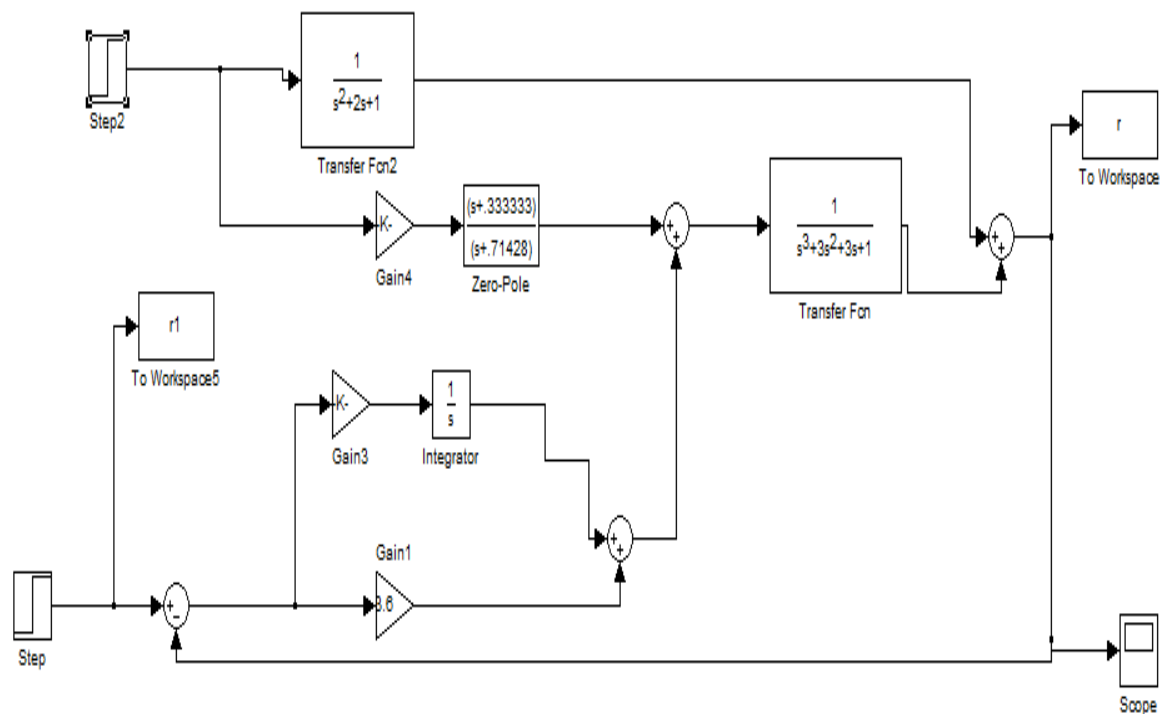 Step2
1
s²+2s+1
Transfer Fcn2
r
To Workspace
-K-
Gain4
(s+.333333)
(s+.71428)
Zero-Pole
+
+
1
s³+3s²+3s+1
Transfer Fcn
+
+
r1
To Workspace5
-K-
Gain3
1
s
Integrator
+
+
Gain1
3.6
Step
+
−
Scope